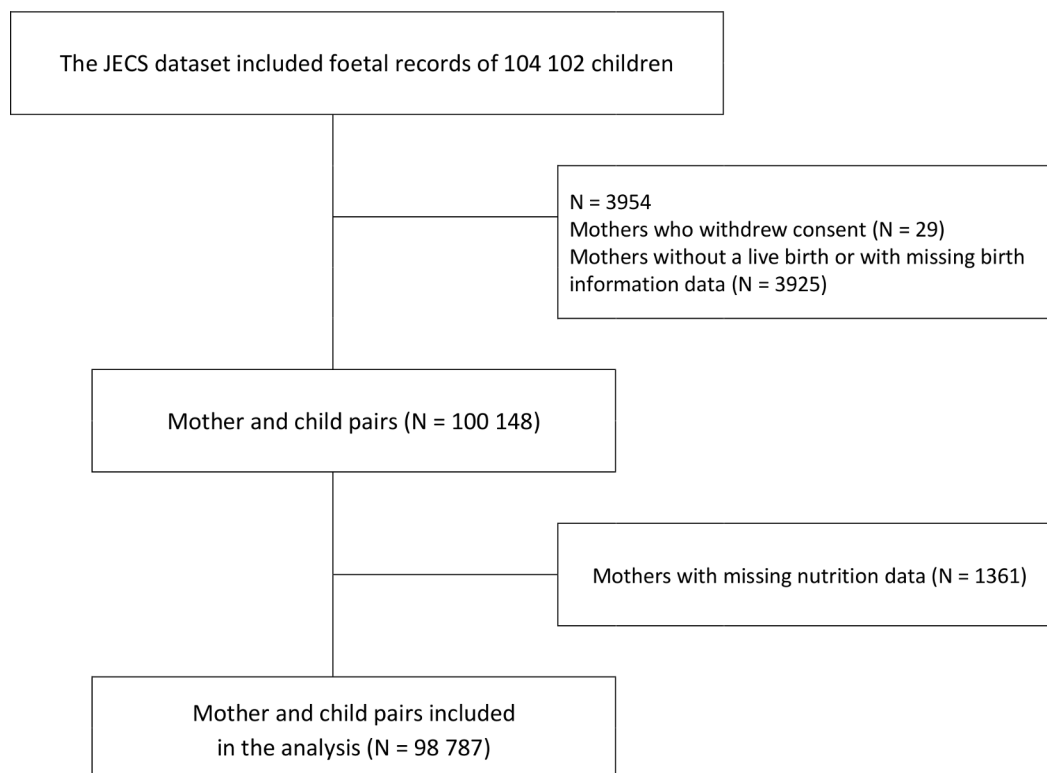 The JECS dataset included foetal records of 104 102 children
N = 3954
Mothers who withdrew consent (N = 29)
Mothers without a live birth or with missing birth
information data (N = 3925)
Mother and child pairs (N = 100 148)
Mothers with missing nutrition data (N = 1361)
Mother and child pairs included
in the analysis (N = 98 787)